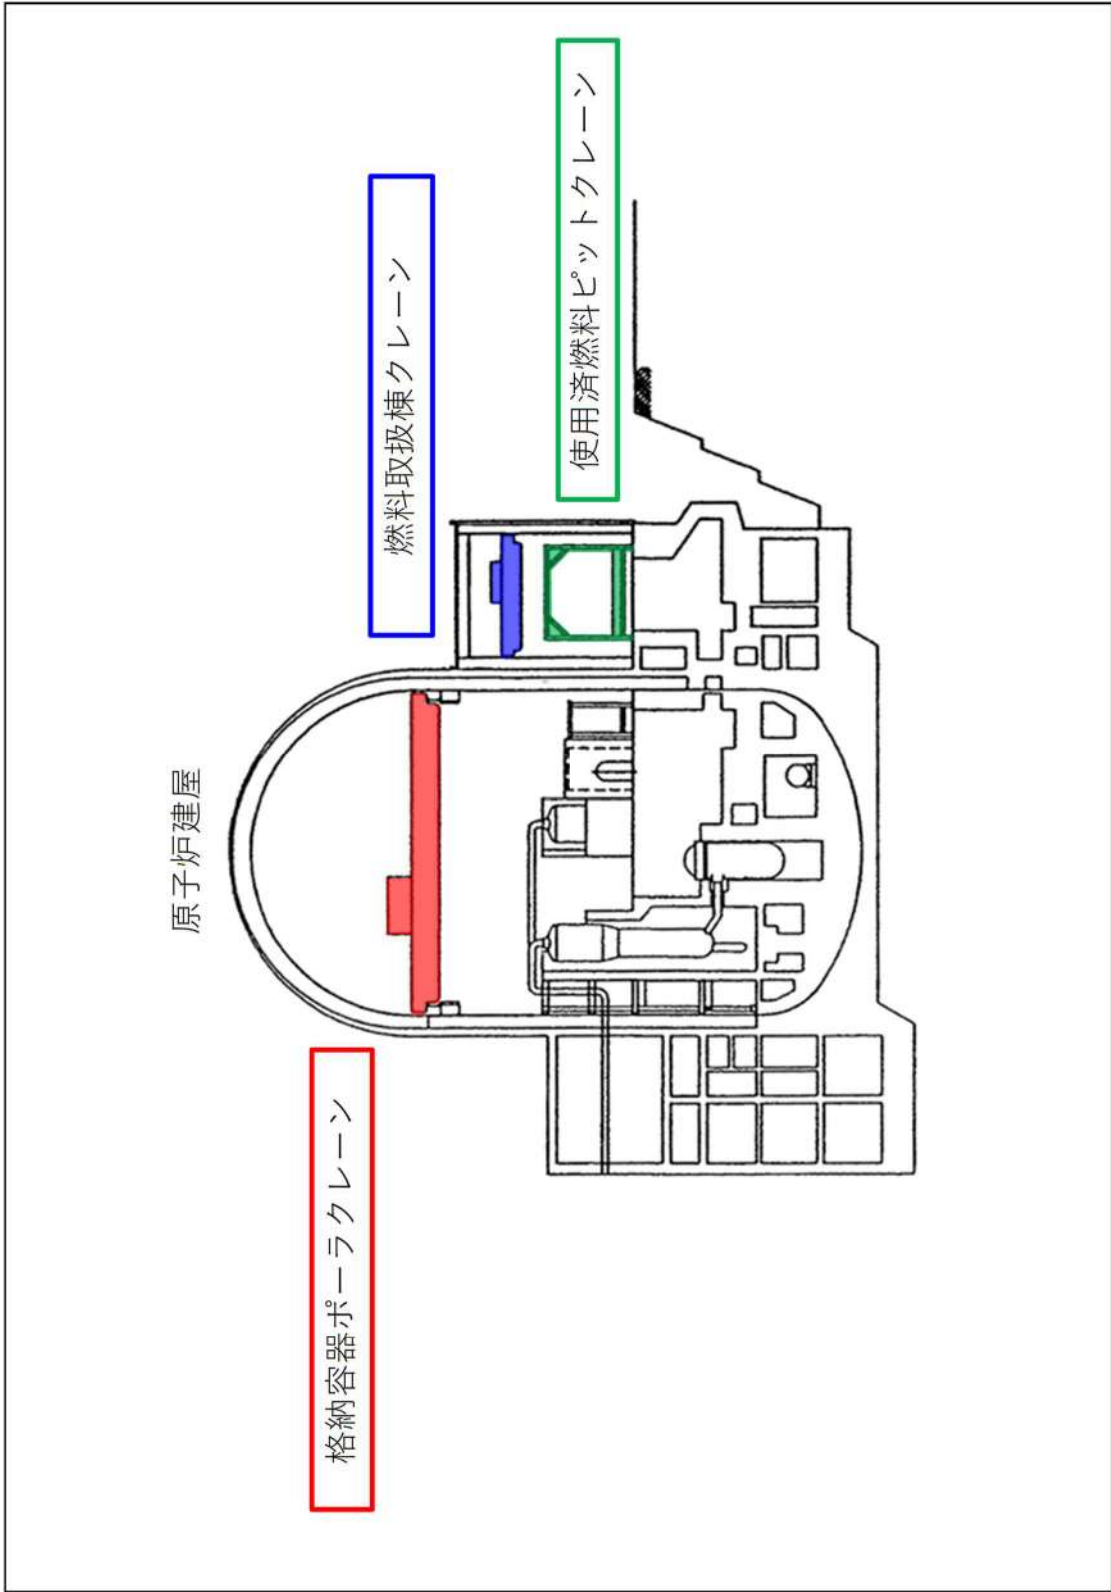 原子炉建屋
格納容器ポーラクレーン
燃料取扱棟クレーン
使用済燃料ピットクレーン